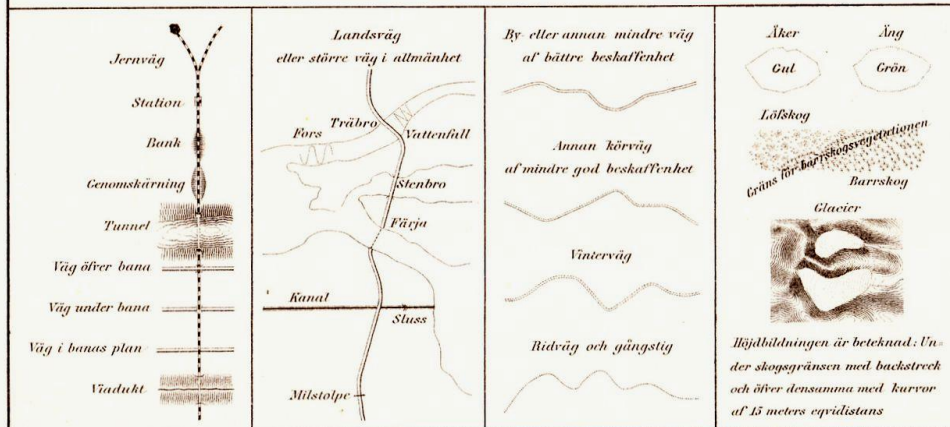 Jernväg
Station
Bank
Genomskärning
Tunnel
Väg öfver bana
Väg under bana
Väg i banas plan
Viadukt
Landsväg
eller större väg i allmänhet
Träbro
Fors
Vattenfall
Stenbro
Färja
Kanal
Sluss
Milstolpe
By- eller annan mindre väg
af bättre beskaffenhet
Annan körväg
af mindre god beskaffenhet
Vinterväg
Ridväg och gångstig
Åker
Äng
Gul
Grön
Löfskog
Gräns för barrskogsvegetationen
Barrskog
Glacier
Höjdbildningen är betecknad: Un-
der skogsgränsen med backstreck
och öfver densamma med kurvor
af 15 meters eqvidistans